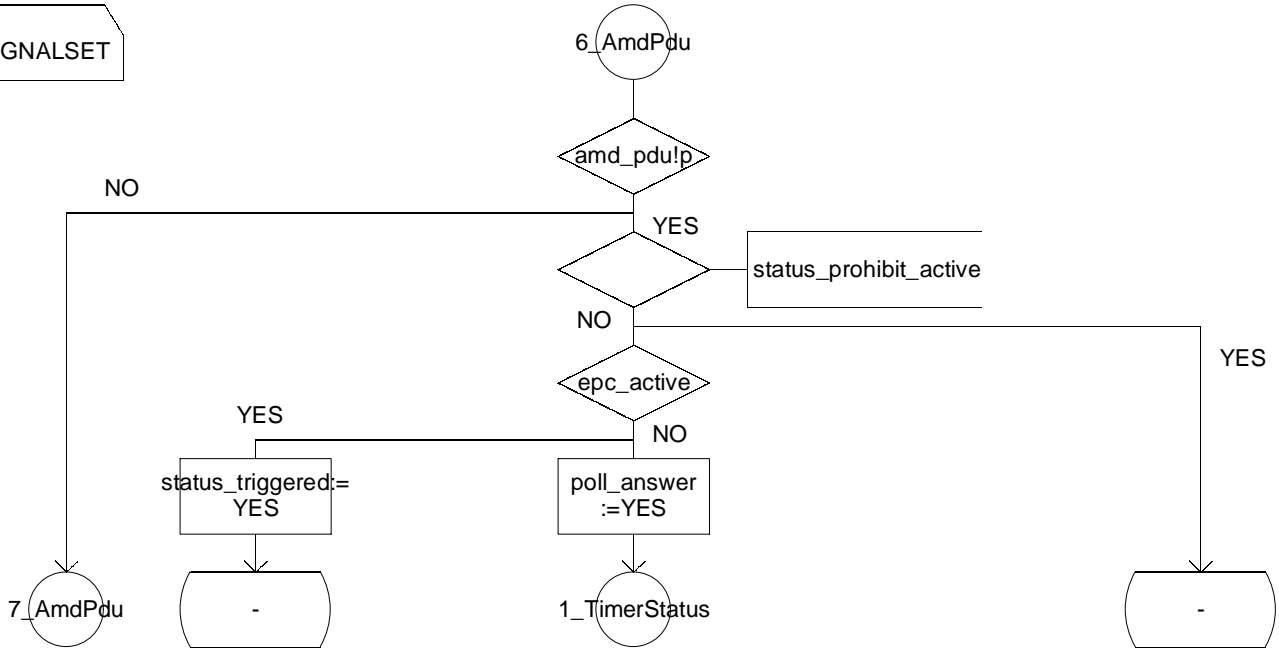 GNALSET
6_AmdPdu
amd_pdu!p
NO
YES
status_prohibit_active
NO
YES
epc_active
YES
NO
status_triggered:=
YES
poll_answer
:=YES
7_AmdPdu
-
1_TimerStatus
-